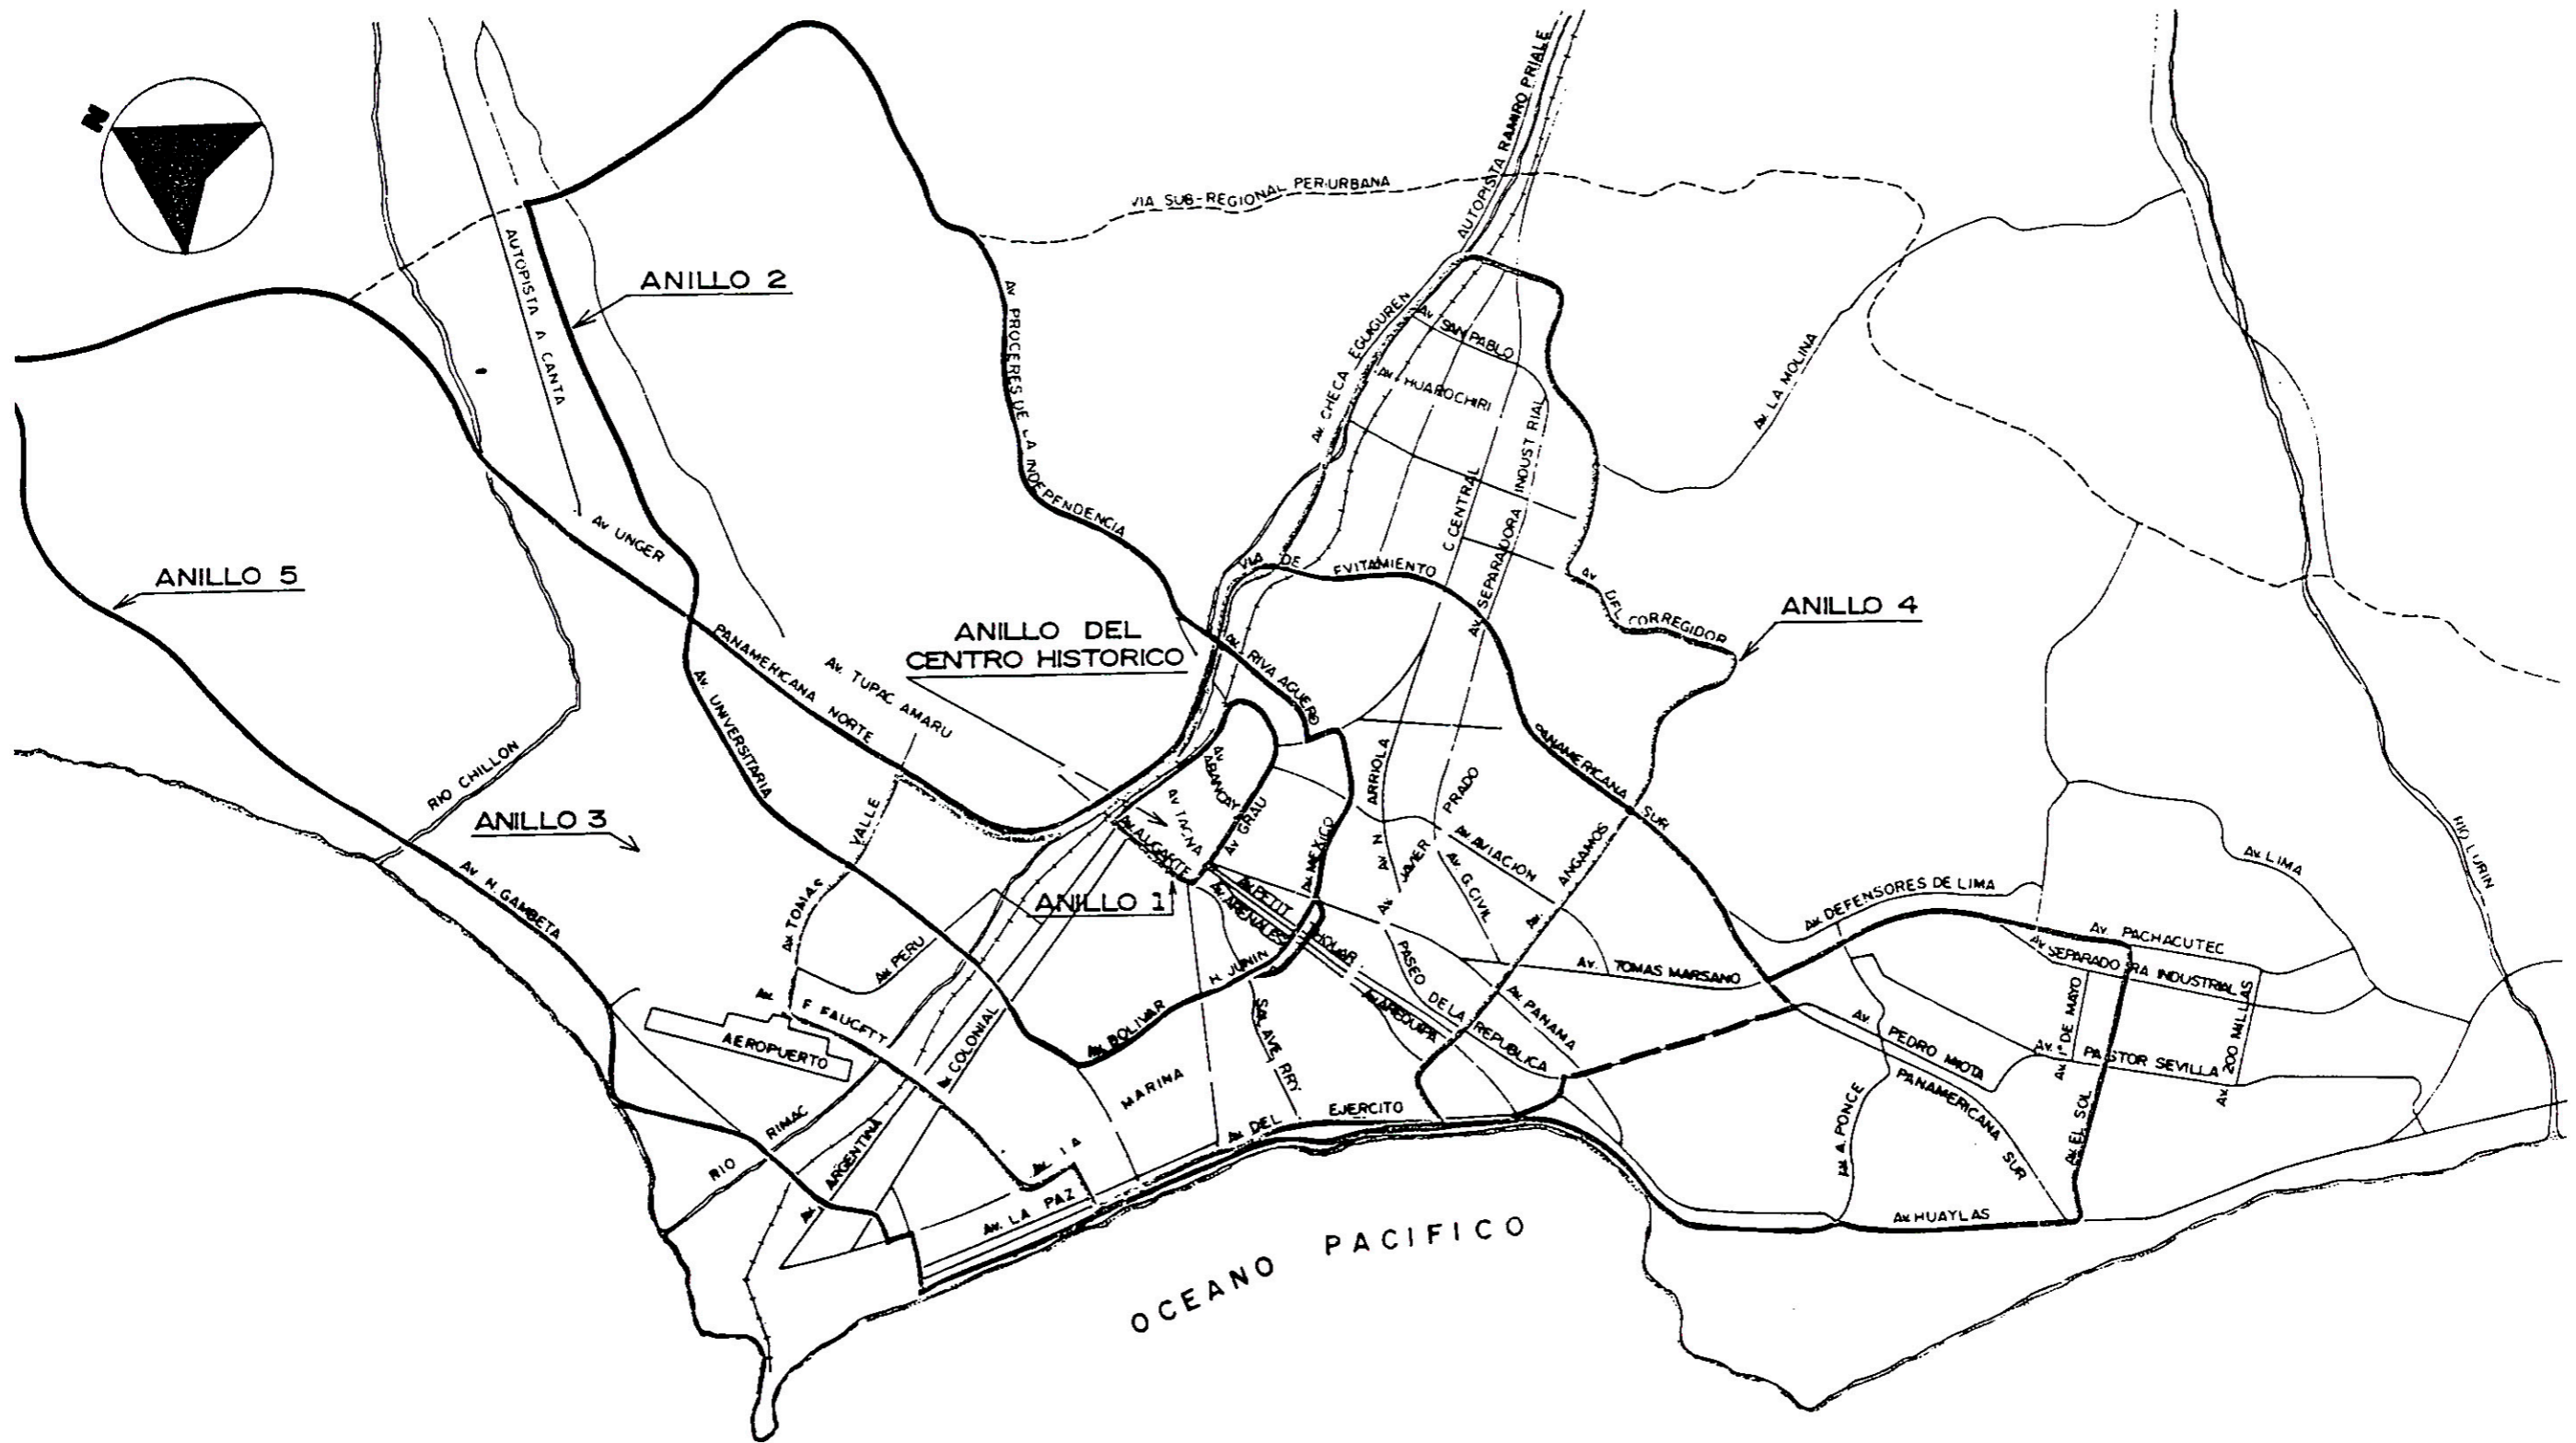 N
AUTOPISTA RAMIRO PRIALE
VIA SUB-REGIONAL PERIURBANA
AUTOPISTA A CANTA
ANILLO 2
AV. PROCERES DE LA INDEPENDENCIA
AV. CHECA EGUIGUREN
AV. SAN PABLO
AV. HUAROCHIRI
AV. LA MOLINA
C CENTRAL
AV. SEPARADORA INDUSTRIAL
AV UNGER
VIA DE EVITAMIENTO
ANILLO 5
AV DEL CORREGIDOR
ANILLO 4
ANILLO DEL
CENTRO HISTORICO
AV. RIVA AGUERO
PANAMERICANA NORTE
AV. TUPAC AMARU
AV. UNIVERSITARIA
RIO CHILLON
ANILLO 3
AV. TOMAS VALLE
AV. ABANCAY
AV. TACNA
AV GRAU
AV. ALGARTE
ANILLO 1
AV. MEXICO
AV. N ARRIOLA
AV. JAVIER PRADO
PANAMERICANA SUR
AV. AVIACION
AV. G. CIVIL
AV. ANGAMOS
RIO LURIN
AV. LIMA
AV. DEFENSORES DE LIMA
AV. N. GAMBETA
AV. PERU
AV. PETIT THOUAR
AV. ARENALES
H. JUNIN
AV. TOMAS MARSANO
AV. PACHACUTEC
AV. SEPARADORA INDUSTRIAL
AV. F FAUCETT
AEROPUERTO
AV. COLONIAL
AV. BOLIVAR
SALAVERRY
AV. AREQUIPA
PASEO DE LA REPUBLICA
AV. PANAMA
AV. PEDRO MIOTA
AV. 1º DE MAYO
AV. PASTOR SEVILLA
AV. 200 MILLAS
PANAMERICANA SUR
AV. A. PONCE
AV. EL SOL
RIO RIMAC
AV. ARGENTINA
AV. LA MARINA
AV. DEL EJERCITO
AV. LA PAZ
AV. HUAYLAS
OCEANO PACIFICO